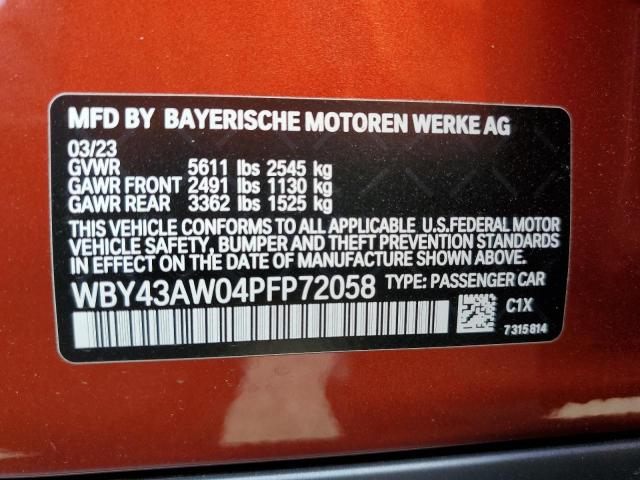 MFD BY BAYERISCHE MOTOREN WERKE AG
03/23
GVWR 5611 lbs 2545 kg
GAWR FRONT 2491 lbs 1130 kg
GAWR REAR 3362 lbs 1525 kg
THIS VEHICLE CONFORMS TO ALL APPLICABLE U.S.FEDERAL MOTOR
VEHICLE SAFETY, BUMPER AND THEFT PREVENTION STANDARDS
IN EFFECT ON THE DATE OF MANUFACTURE SHOWN ABOVE.
WBY43AW04PFP72058 TYPE: PASSENGER CAR
C1X
7315814